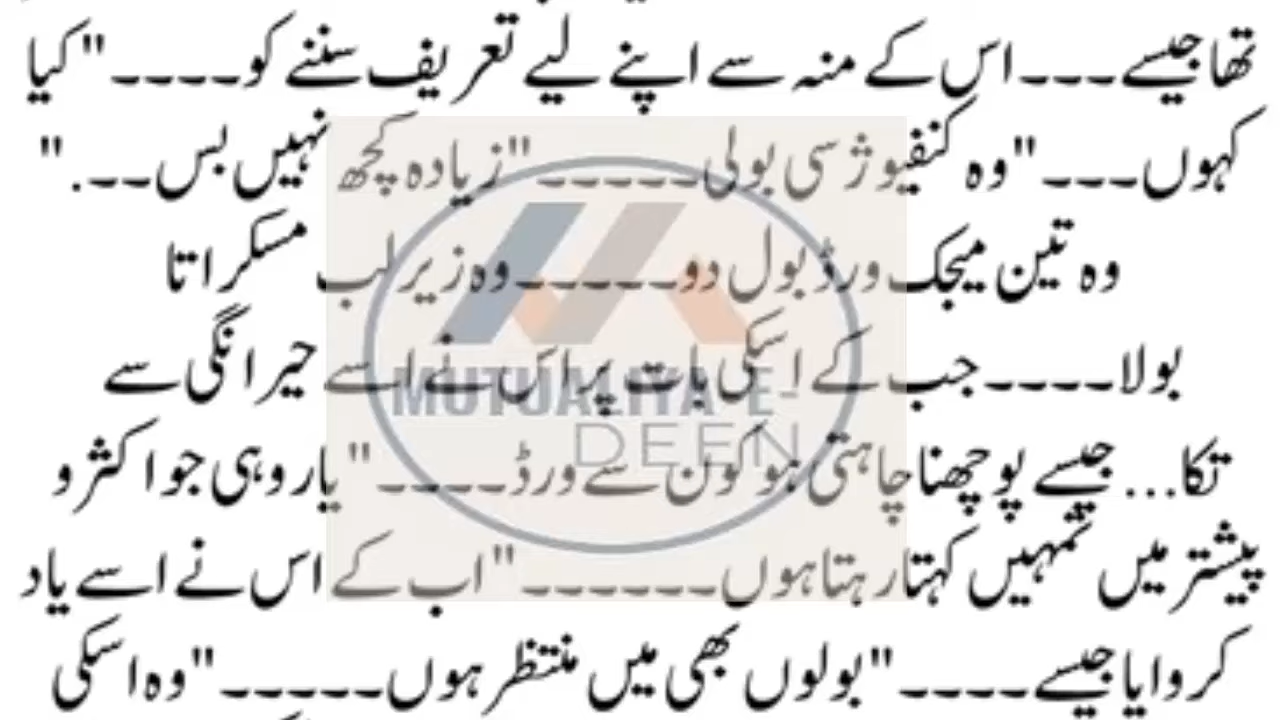 تھا جیسے۔۔۔اس کے منہ سے اپنے لیے تعریف سننے کو۔۔۔۔"کیا
کہوں۔۔۔"وہ کنفیوژ سی بولی۔۔۔۔۔۔"زیادہ کچھ نہیں بس۔۔."
وہ تین میجک ورڈ بول دو۔۔۔۔۔۔وہ زیر لب مسکراتا
بولا۔۔۔۔جب کے اسکی بات پر اس نے اسے حیرانگی سے
تکا...جیسے پوچھنا چاہتی ہو کون سے ورڈ۔۔۔۔"یار وہی جو اکثر و
پیشتر میں تمہیں کہتا رہتا ہوں۔۔۔۔۔۔۔"اب کے اس نے اسے یاد
کروایا جیسے۔۔۔۔"بولوں بھی میں منتظر ہوں۔۔۔۔۔"وہ اسکی
MUTUALIYA-E-
DEEN